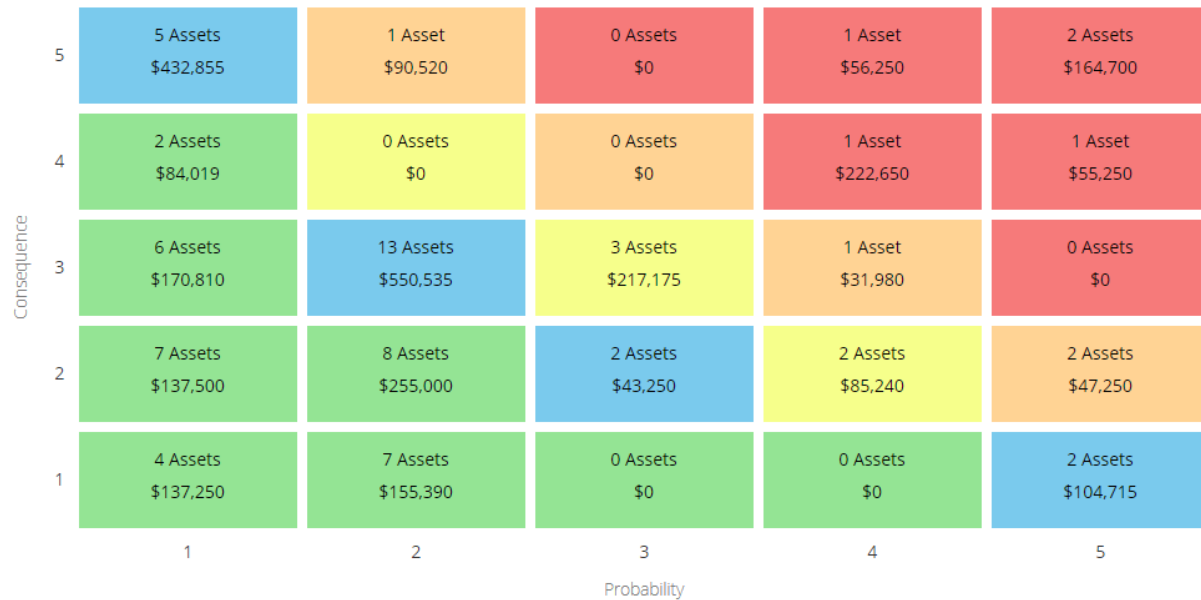 5
5 Assets
$432,855
1 Asset
$90,520
0 Assets
$0
1 Asset
$56,250
2 Assets
$164,700
4
2 Assets
$84,019
0 Assets
$0
0 Assets
$0
1 Asset
$222,650
1 Asset
$55,250
Consequence
3
6 Assets
$170,810
13 Assets
$550,535
3 Assets
$217,175
1 Asset
$31,980
0 Assets
$0
2
7 Assets
$137,500
8 Assets
$255,000
2 Assets
$43,250
2 Assets
$85,240
2 Assets
$47,250
1
4 Assets
$137,250
7 Assets
$155,390
0 Assets
$0
0 Assets
$0
2 Assets
$104,715
1
2
3
4
5
Probability